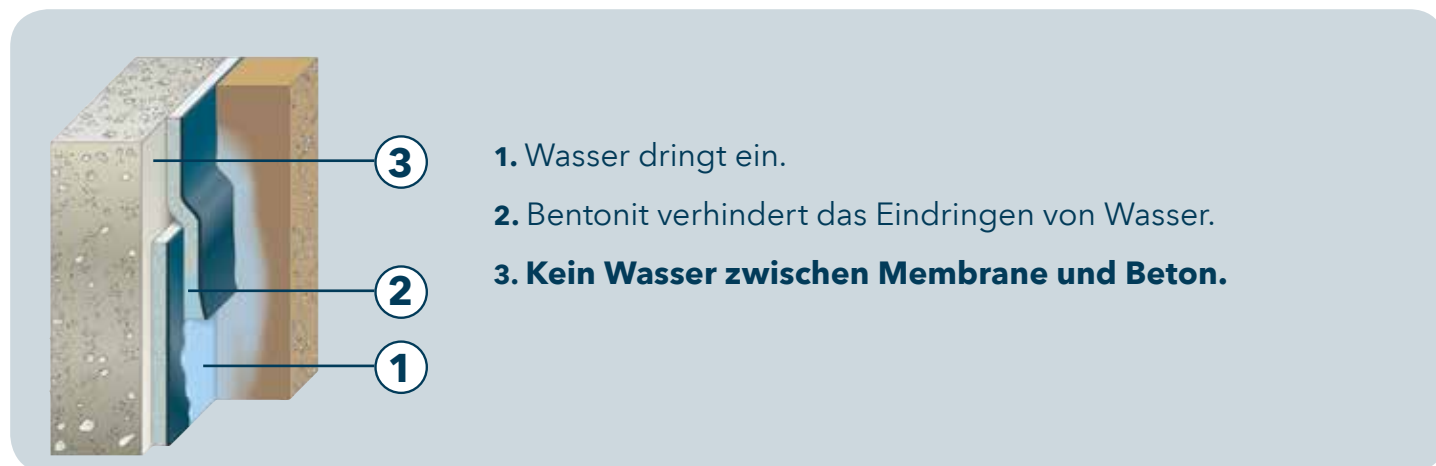 3
2
1
1. Wasser dringt ein.
2. Bentonit verhindert das Eindringen von Wasser.
3. Kein Wasser zwischen Membrane und Beton.